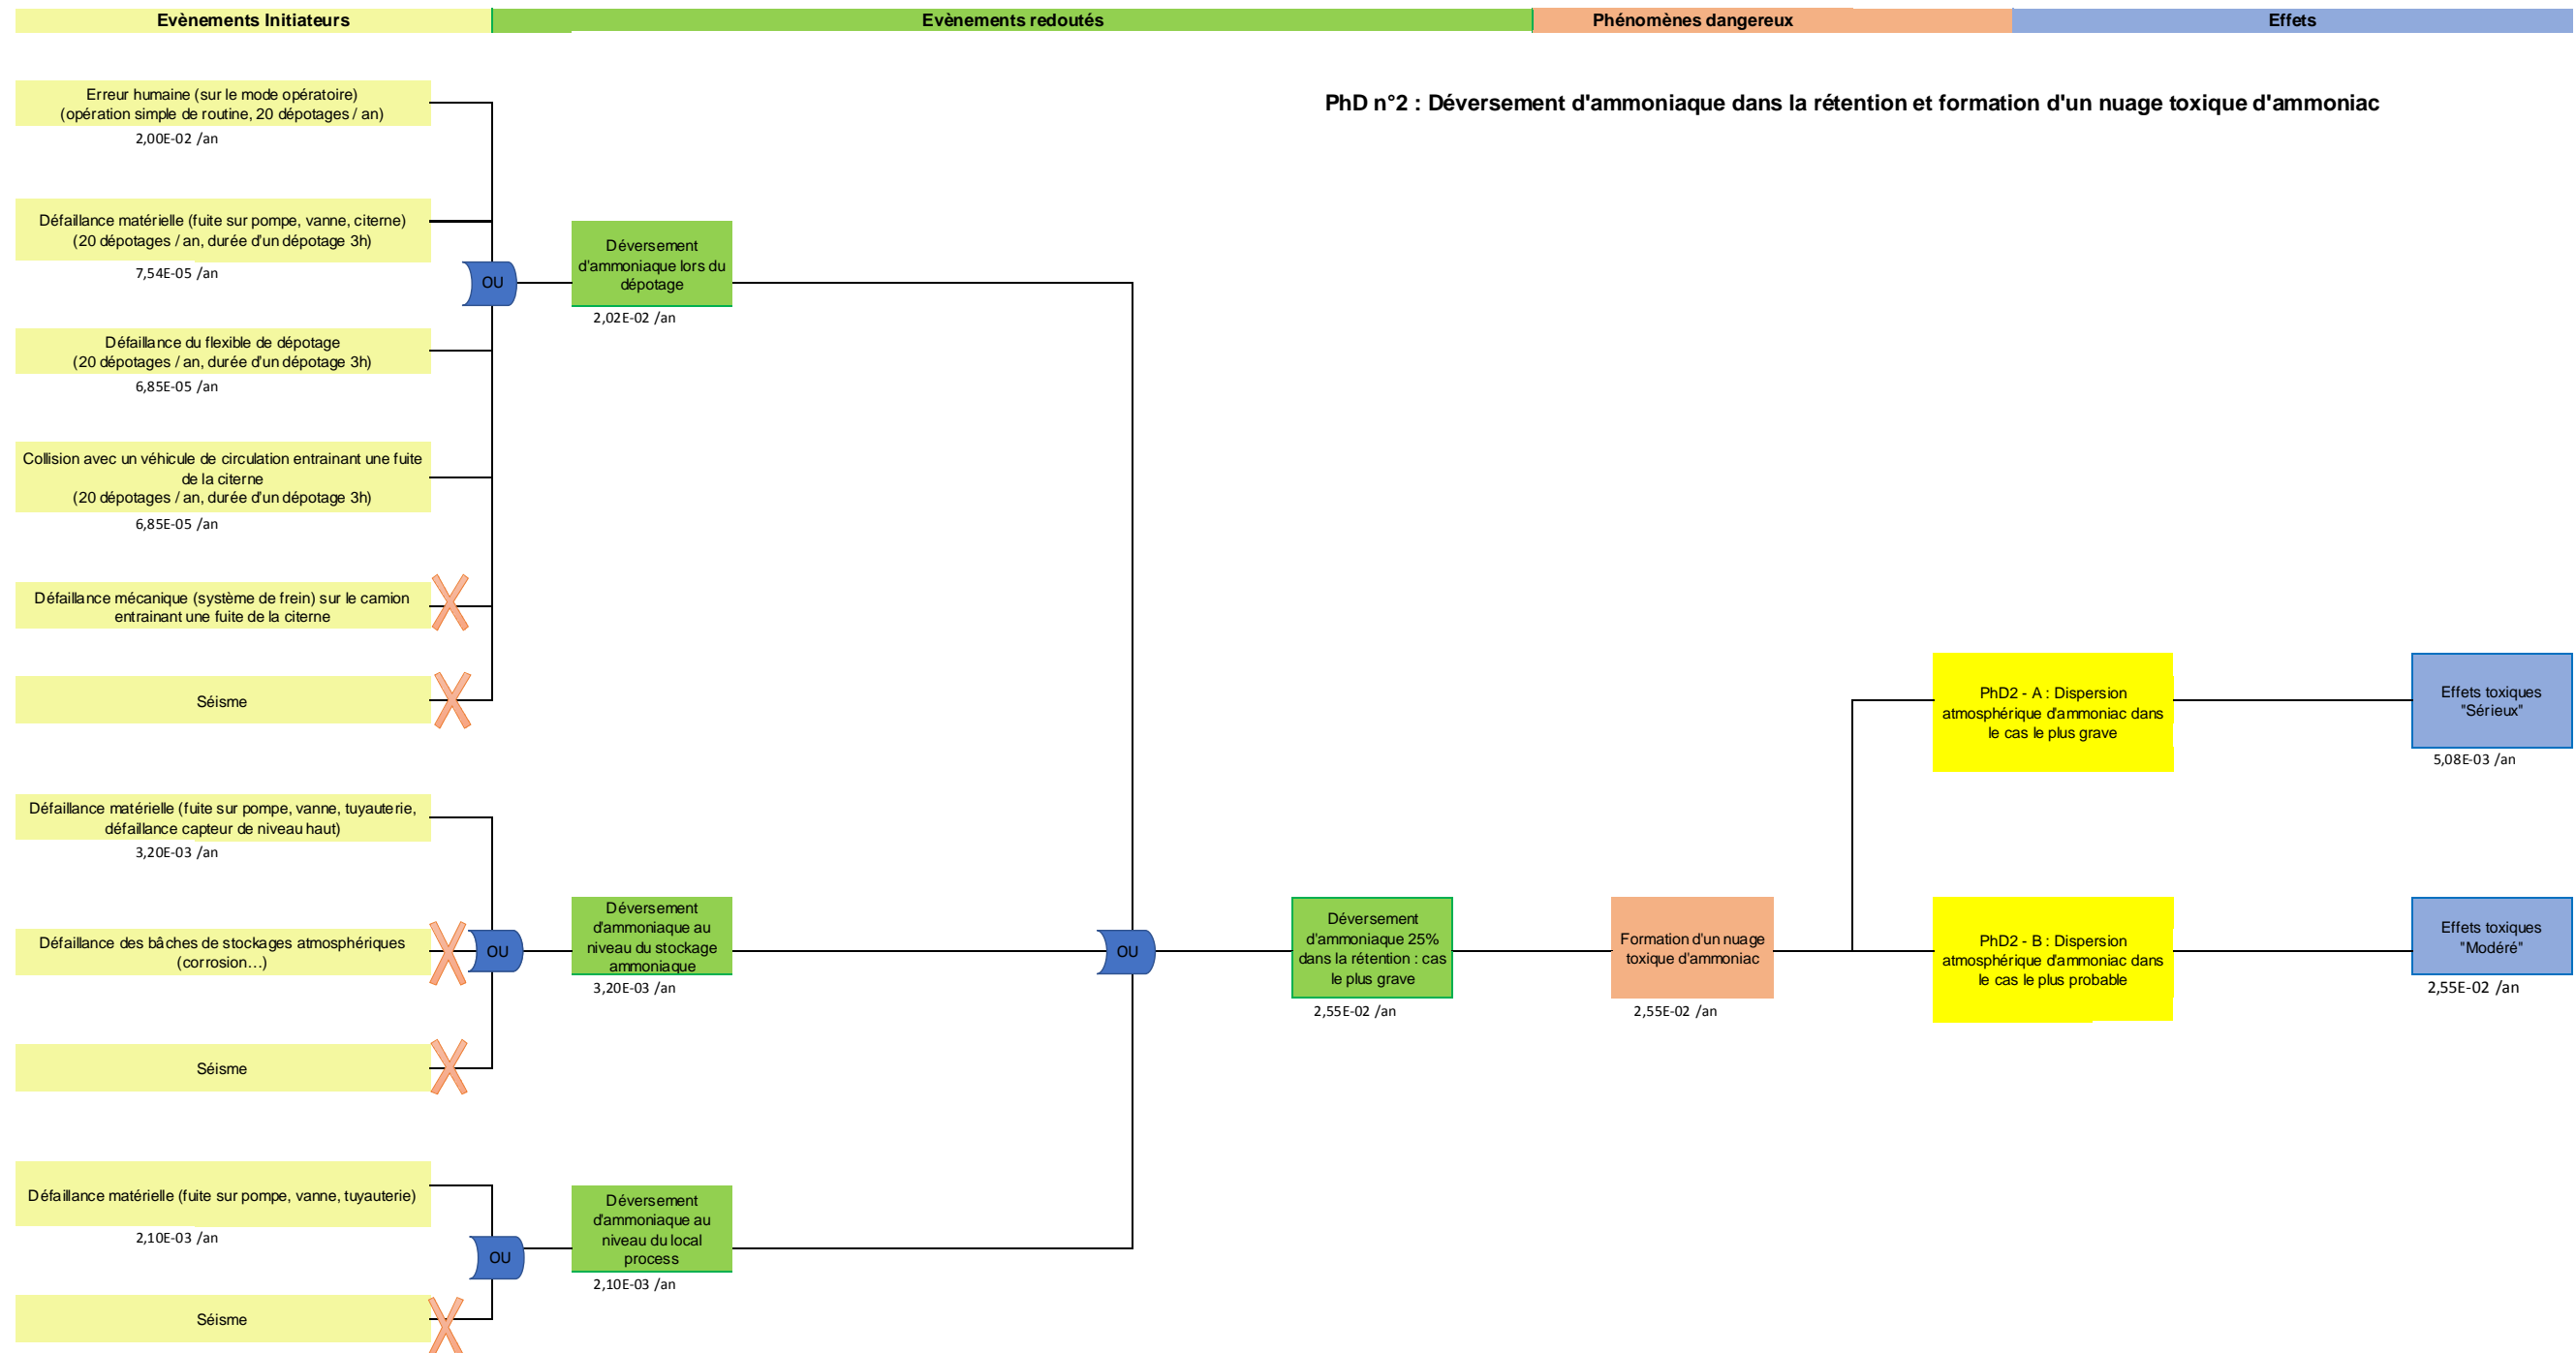 Evènements Initiateurs
Evènements redoutés
Phénomènes dangereux
Effets
PhD n°2 : Déversement d'ammoniaque dans la rétention et formation d'un nuage toxique d'ammoniac
Erreur humaine (sur le mode opératoire)
(opération simple de routine, 20 dépotages / an)
2,00E-02 /an
Défaillance matérielle (fuite sur pompe, vanne, citerne)
(20 dépotages / an, durée d'un dépotage 3h)
7,54E-05 /an
OU
Déversement
d'ammoniaque lors du
dépotage
2,02E-02 /an
Défaillance du flexible de dépotage
(20 dépotages / an, durée d'un dépotage 3h)
6,85E-05 /an
Collision avec un véhicule de circulation entrainant une fuite
de la citerne
(20 dépotages / an, durée d'un dépotage 3h)
6,85E-05 /an
Défaillance mécanique (système de frein) sur le camion
entrainant une fuite de la citerne
Séisme
Défaillance matérielle (fuite sur pompe, vanne, tuyauterie,
défaillance capteur de niveau haut)
3,20E-03 /an
Défaillance des bâches de stockages atmosphériques
(corrosion…)
OU
Déversement
d'ammoniaque au
niveau du stockage
ammoniaque
3,20E-03 /an
Séisme
Défaillance matérielle (fuite sur pompe, vanne, tuyauterie)
2,10E-03 /an
OU
Déversement
d'ammoniaque au
niveau du local
process
2,10E-03 /an
Séisme
OU
Déversement
d'ammoniaque 25%
dans la rétention : cas
le plus grave
2,55E-02 /an
Formation d'un nuage
toxique d'ammoniac
2,55E-02 /an
PhD2 - A : Dispersion
atmosphérique d'ammoniac dans
le cas le plus grave
Effets toxiques
"Sérieux"
5,08E-03 /an
PhD2 - B : Dispersion
atmosphérique d'ammoniac dans
le cas le plus probable
Effets toxiques
"Modéré"
2,55E-02 /an